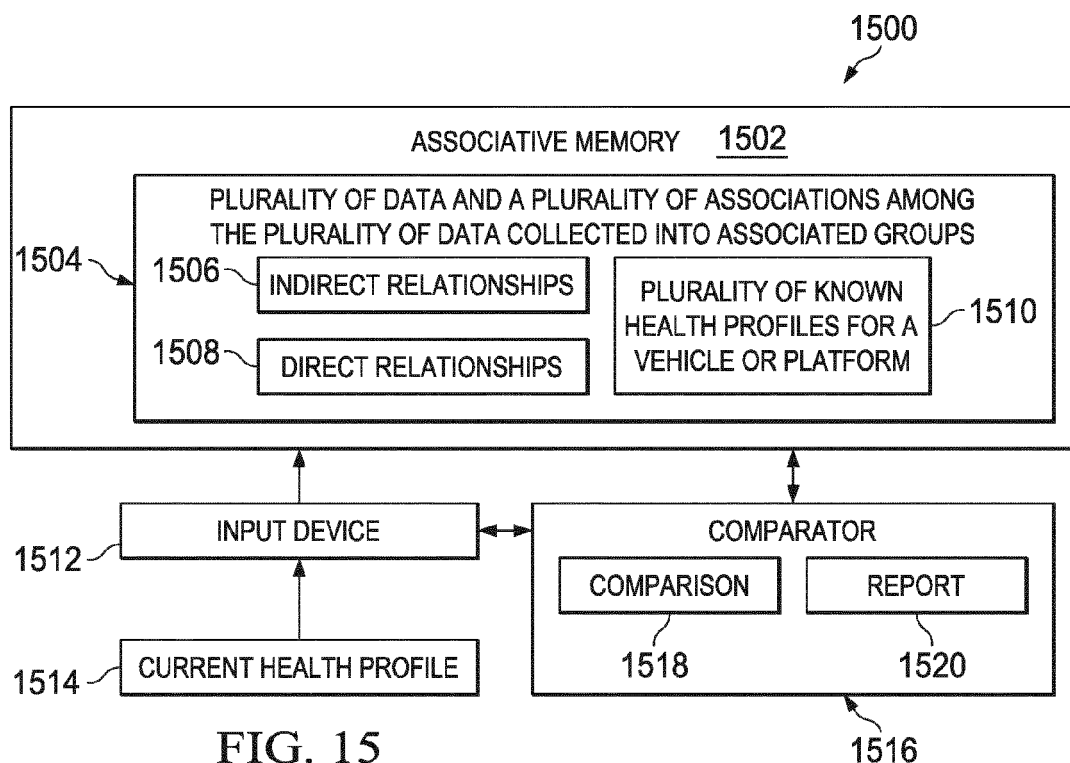 1500
ASSOCIATIVE MEMORY 1502
PLURALITY OF DATA AND A PLURALITY OF ASSOCIATIONS AMONG
THE PLURALITY OF DATA COLLECTED INTO ASSOCIATED GROUPS
1504
1506
INDIRECT RELATIONSHIPS
1508
DIRECT RELATIONSHIPS
PLURALITY OF KNOWN
HEALTH PROFILES FOR A
VEHICLE OR PLATFORM
1510
INPUT DEVICE
1512
CURRENT HEALTH PROFILE
1514
COMPARATOR
COMPARISON
REPORT
1518
1520
1516
FIG. 15